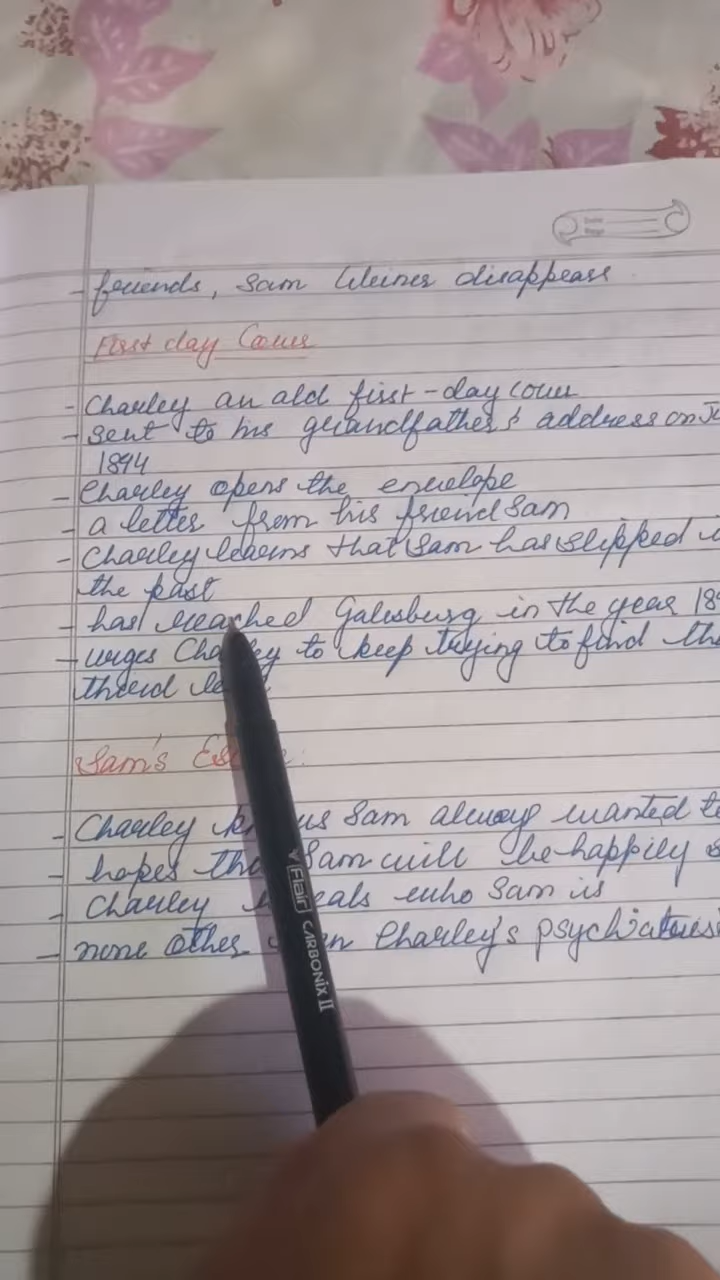 - friends, Sam Weiner disappears
First day Cover
- Charley an old first-day cover
- sent to his grandfather's address on
1894
- Charley opens the envelope
- a letter from his friend Sam
- Charley learns that Sam has slipped
the past
- has reached Galesburg in the year 18
- urges Charley to keep trying to find the
third
Sam's
- Charley Sam always wanted
- hopes Sam will be happily
- Charley who Sam is
- none other Charley's psychiatrist
Flair CARBONIX II